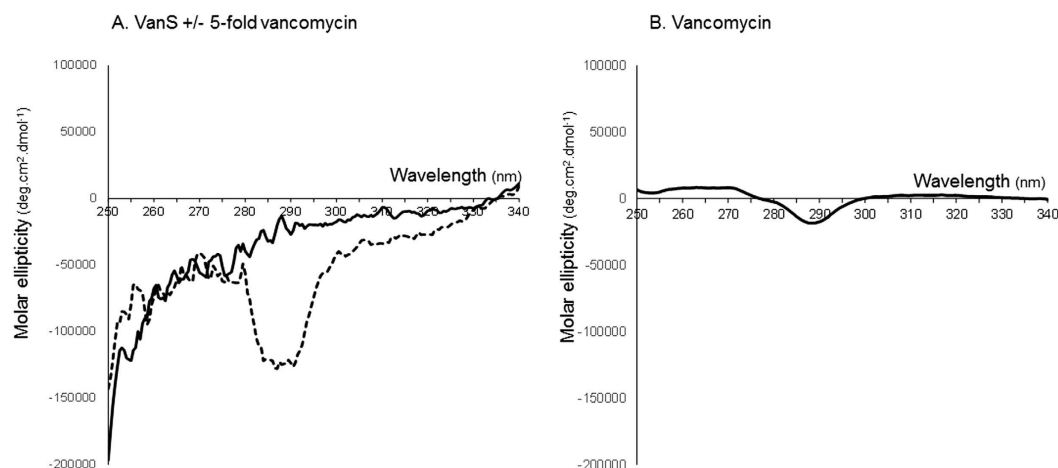 A. VanS +/- 5-fold vancomycin
Molar ellipticity (deg.cm².dmol⁻¹)
100000
50000
0
-50000
-100000
-150000
-200000
Wavelength (nm)
250 260 270 280 290 300 310 320 330 340
B. Vancomycin
Molar ellipticity (deg.cm².dmol⁻¹)
100000
50000
0
-50000
-100000
-150000
-200000
Wavelength (nm)
250 260 270 280 290 300 310 320 330 340